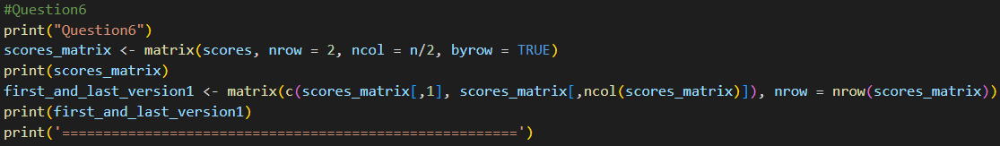 #Question6
print("Question6")
scores_matrix <- matrix(scores, nrow = 2, ncol = n/2, byrow = TRUE)
print(scores_matrix)
first_and_last_version1 <- matrix(c(scores_matrix[,1], scores_matrix[,ncol(scores_matrix)]), nrow = nrow(scores_matrix))
print(first_and_last_version1)
print('=======================================================')